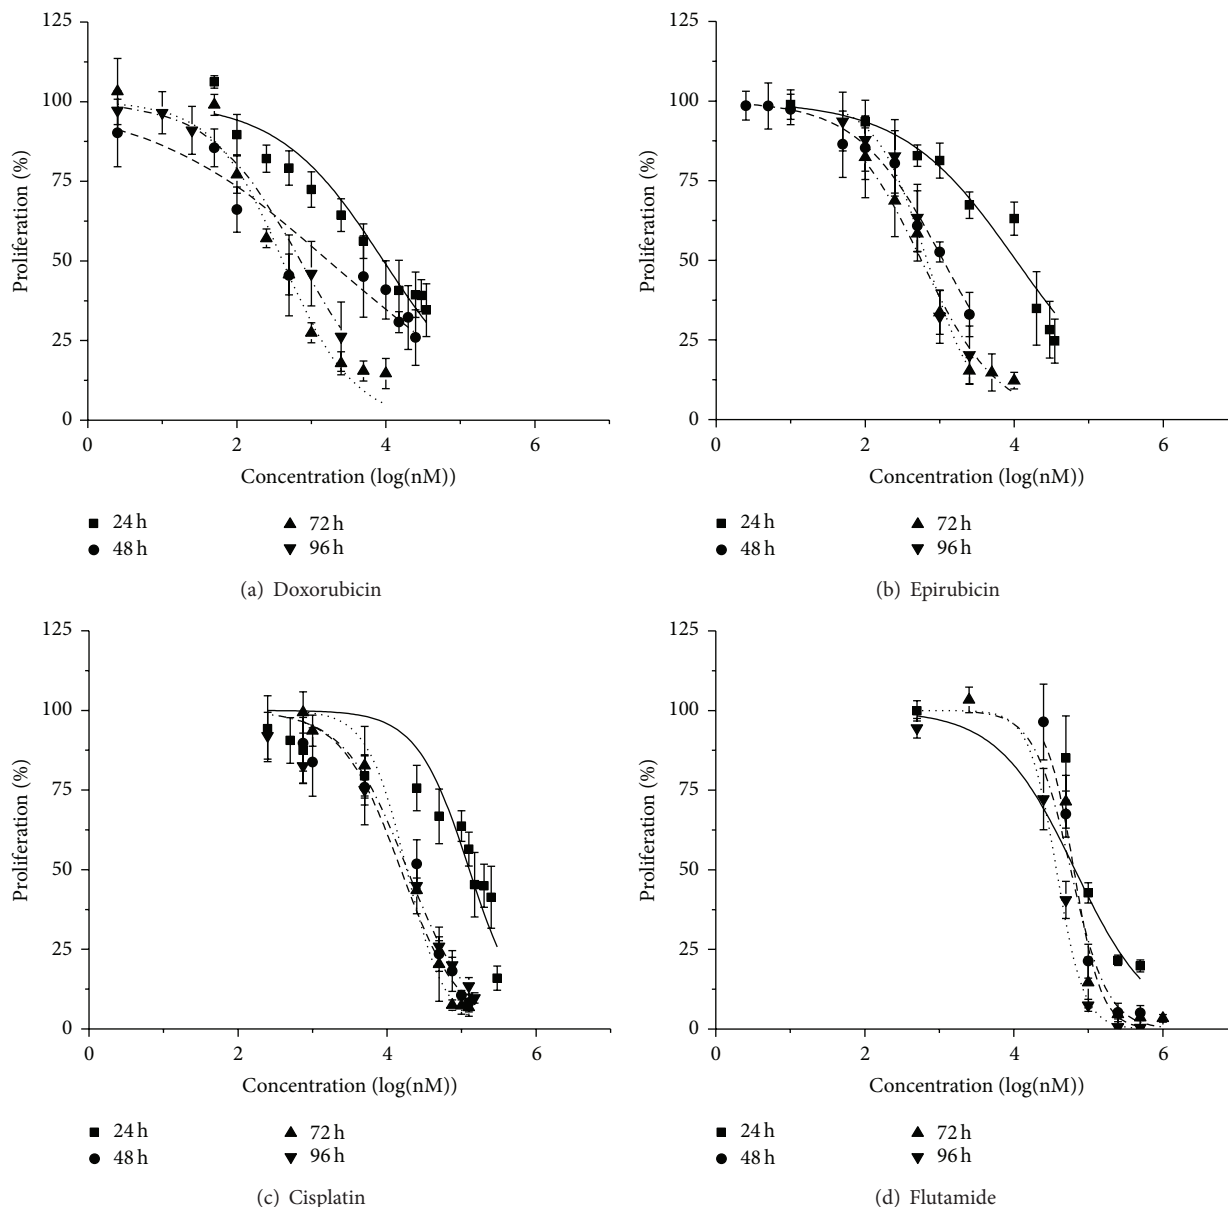 125
100
75
50
25
0
Proliferation (%)
0 2 4 6
Concentration (log(nM))
24 h 72 h
48 h 96 h
(a) Doxorubicin
125
100
75
50
25
0
Proliferation (%)
0 2 4 6
Concentration (log(nM))
24 h 72 h
48 h 96 h
(b) Epirubicin
125
100
75
50
25
0
Proliferation (%)
0 2 4 6
Concentration (log(nM))
24 h 72 h
48 h 96 h
(c) Cisplatin
125
100
75
50
25
0
Proliferation (%)
0 2 4 6
Concentration (log(nM))
24 h 72 h
48 h 96 h
(d) Flutamide